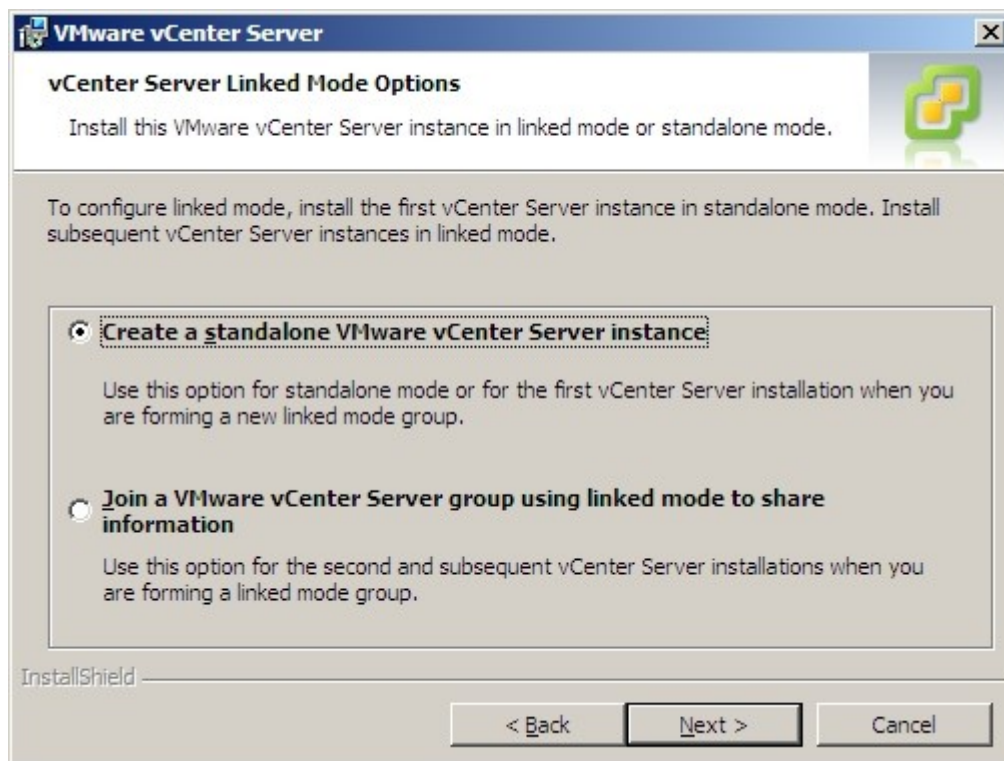 VMware vCenter Server
vCenter Server Linked Mode Options
Install this VMware vCenter Server instance in linked mode or standalone mode.
To configure linked mode, install the first vCenter Server instance in standalone mode. Install
subsequent vCenter Server instances in linked mode.
Create a standalone VMware vCenter Server instance
Use this option for standalone mode or for the first vCenter Server installation when you
are forming a new linked mode group.
Join a VMware vCenter Server group using linked mode to share
information
Use this option for the second and subsequent vCenter Server installations when you
are forming a linked mode group.
InstallShield
< Back
Next >
Cancel